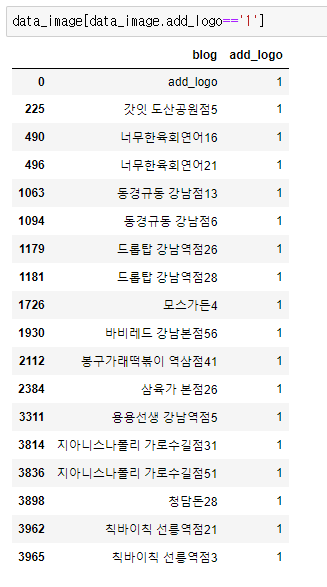 data_image[data_image.add_logo=='1']
blog add_logo
0 add_logo 1
225 갓잇 도산공원점5 1
490 너무한육회연어16 1
496 너무한육회연어21 1
1063 동경규동 강남점13 1
1094 동경규동 강남점6 1
1179 드롭탑 강남역점26 1
1181 드롭탑 강남역점28 1
1726 모스가든4 1
1930 바비레드 강남본점56 1
2112 봉구가래떡볶이 역삼점41 1
2384 삼육가 본점26 1
3311 용용선생 강남역점5 1
3814 지아니스나폴리 가로수길점31 1
3836 지아니스나폴리 가로수길점51 1
3898 청담돈28 1
3962 칙바이칙 선릉역점21 1
3965 칙바이칙 선릉역점3 1